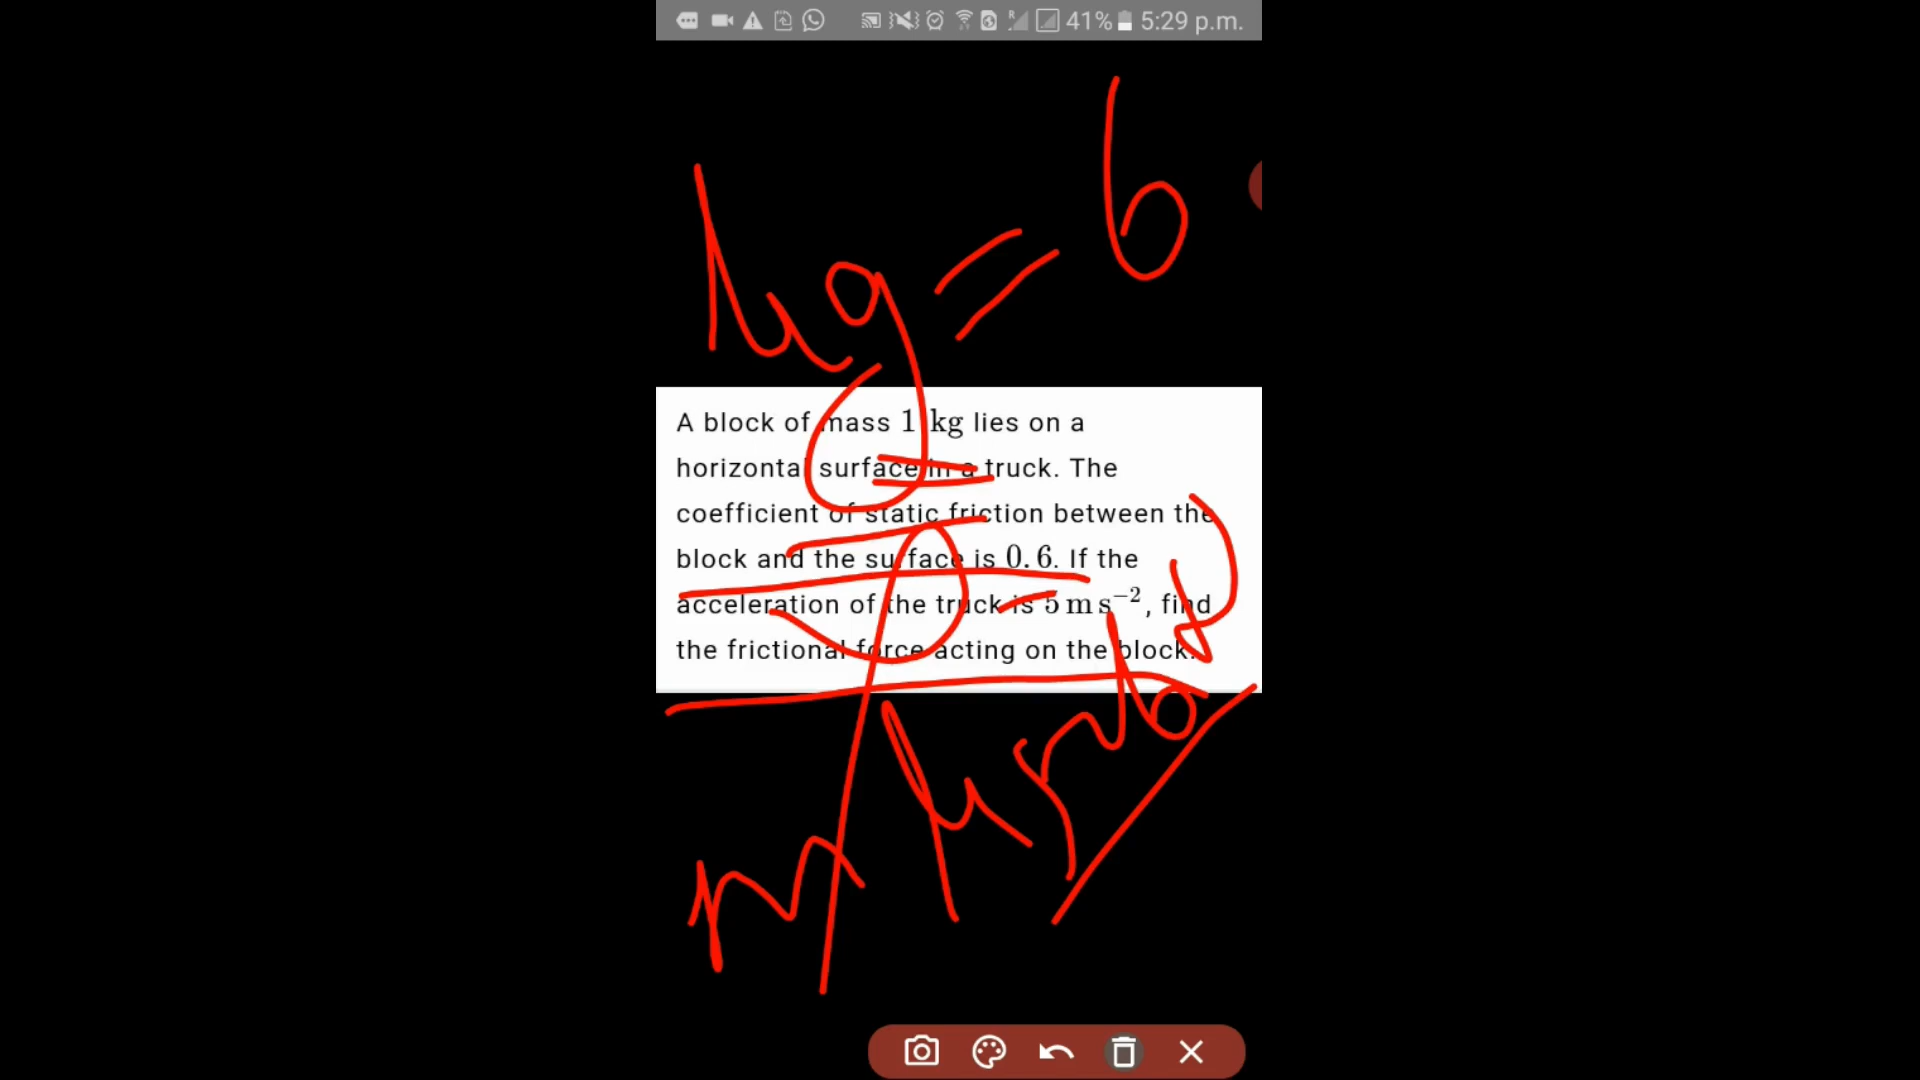 41% 5:29 p.m.
μg = 6
A block of mass 1 kg lies on a
horizontal surface in a truck. The
coefficient of static friction between the
block and the surface is 0.6. If the
acceleration of the truck is 5 m s⁻², find
the frictional force acting on the block.